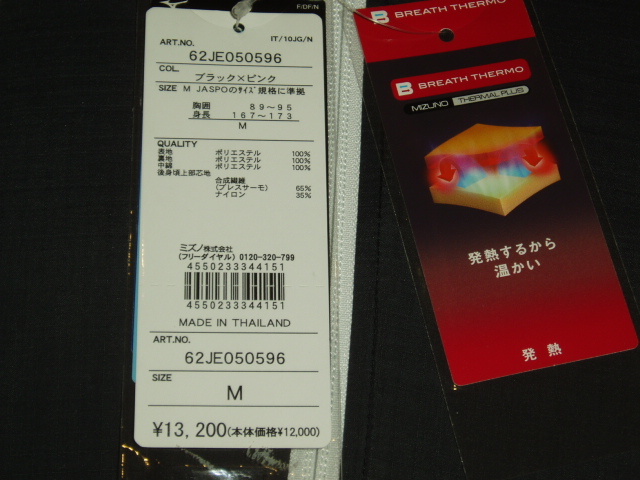 F/DF/N
IT/10JG/N
ART.NO.
62JE050596
COL.
ブラック×ピンク
SIZE M JASPOのサイズ規格に準拠
胸囲 89~95
身長 167~173
M
QUALITY
表地 ポリエステル 100%
裏地 ポリエステル 100%
中綿 ポリエステル 100%
後身頃上部芯地
合成繊維
(ブレスサーモ) 65%
ナイロン 35%
ミズノ株式会社
(フリーダイヤル) 0120-320-799
4550233344151
4550233344151
MADE IN THAILAND
ART.NO.
62JE050596
SIZE
M
¥13,200(本体価格¥12,000)
B BREATH THERMO
B BREATH THERMO
MIZUNO THERMAL PLUS
発熱するから
温かい
発熱